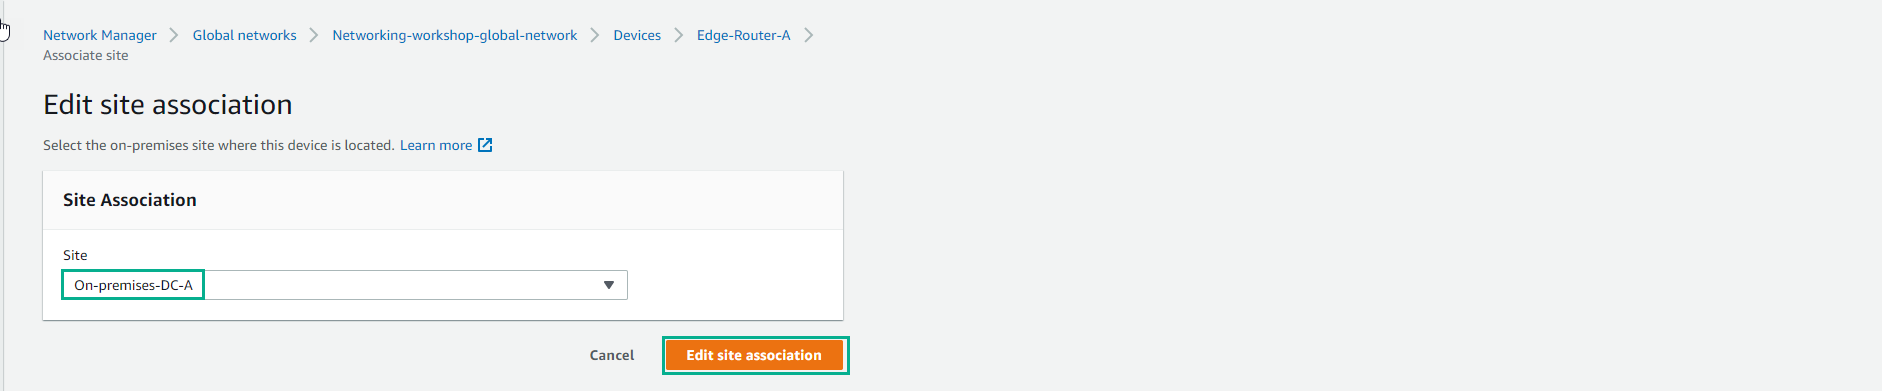 Network Manager Global networks Networking-workshop-global-network Devices Edge-Router-A
Associate site
Edit site association
Select the on-premises site where this device is located. Learn more
Site Association
Site
On-premises-DC-A
Cancel Edit site association